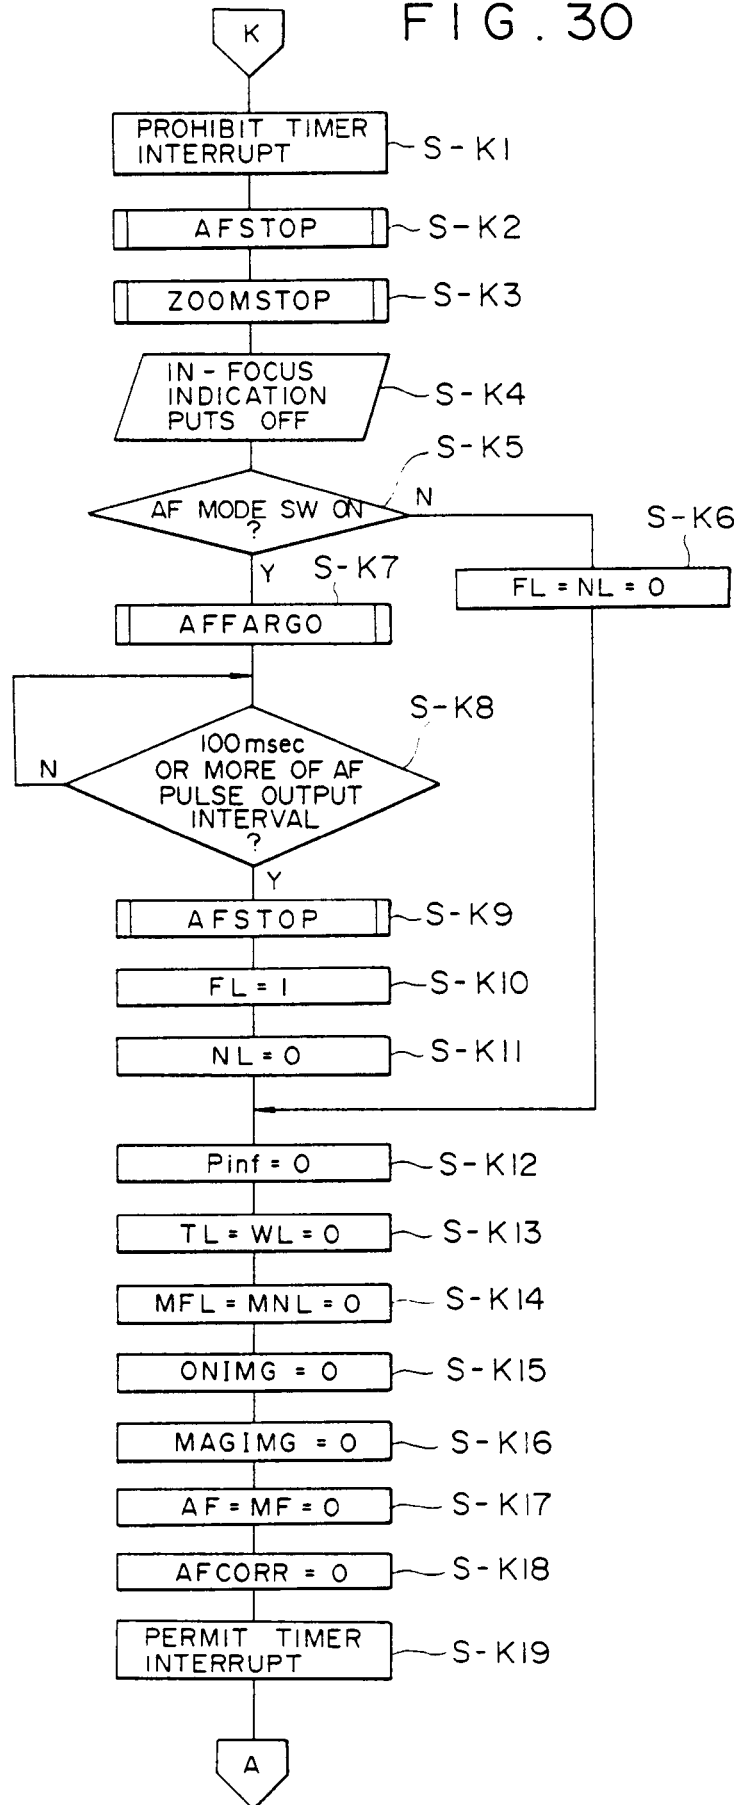 FIG. 30
K
PROHIBIT TIMER
INTERRUPT
S-K1
AFSTOP
S-K2
ZOOMSTOP
S-K3
IN-FOCUS
INDICATION
PUTS OFF
S-K4
S-K5
AF MODE SW ON
?
N
Y
S-K6
FL = NL = 0
S-K7
AFFARGO
S-K8
100msec
OR MORE OF AF
PULSE OUTPUT
INTERVAL
?
N
Y
AFSTOP
S-K9
FL = 1
S-K10
NL = 0
S-K11
Pinf = 0
S-K12
TL = WL = 0
S-K13
MFL = MNL = 0
S-K14
ONIMG = 0
S-K15
MAGIMG = 0
S-K16
AF = MF = 0
S-K17
AFCORR = 0
S-K18
PERMIT TIMER
INTERRUPT
S-K19
A